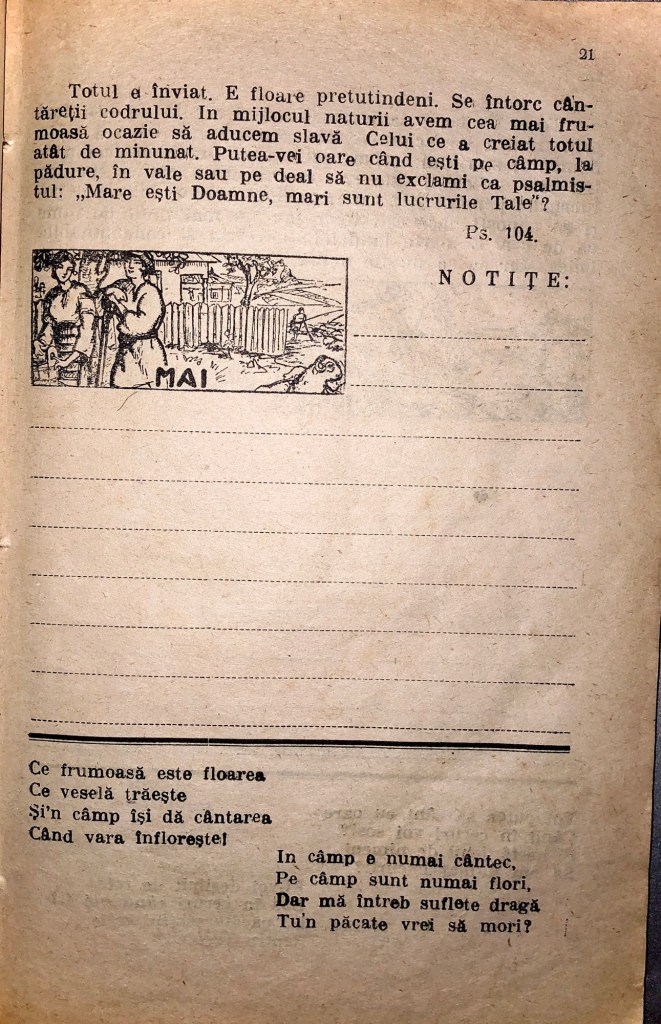 21
Totul e înviat. E floare pretutindeni. Se întorc cân-
tăreții codrului. In mijlocul naturii avem cea mai fru-
moasă ocazie să aducem slavă Celui ce a creiat totul
atât de minunat. Putea-vei oare când ești pe câmp, la
pădure, în vale sau pe deal să nu exclami ca psalmis-
tul: „Mare ești Doamne, mari sunt lucrurile Tale"?
Ps. 104.
NOTIȚE:
MAI
Ce frumoasă este floarea
Ce veselă trăește
Și'n câmp își dă cântarea
Când vara înflorește!
In câmp e numai cântec,
Pe câmp sunt numai flori,
Dar mă întreb suflete dragă
Tu'n păcate vrei să mori?